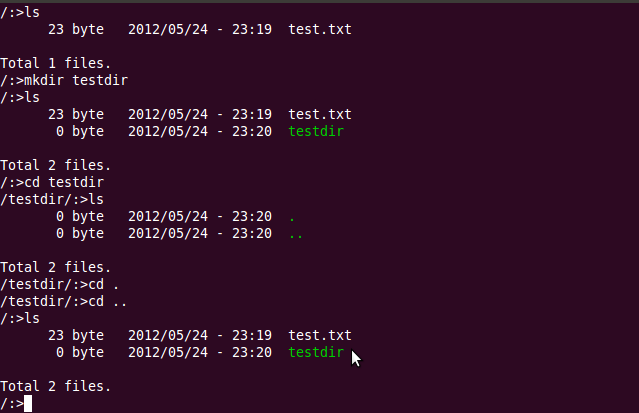 /:>ls
      23 byte   2012/05/24 - 23:19  test.txt
Total 1 files.
/:>mkdir testdir
/:>ls
      23 byte   2012/05/24 - 23:19  test.txt
       0 byte   2012/05/24 - 23:20  testdir
Total 2 files.
/:>cd testdir
/testdir/:>ls
       0 byte   2012/05/24 - 23:20  .
       0 byte   2012/05/24 - 23:20  ..
Total 2 files.
/testdir/:>cd .
/testdir/:>cd ..
/:>ls
      23 byte   2012/05/24 - 23:19  test.txt
       0 byte   2012/05/24 - 23:20  testdir
Total 2 files.
/:>